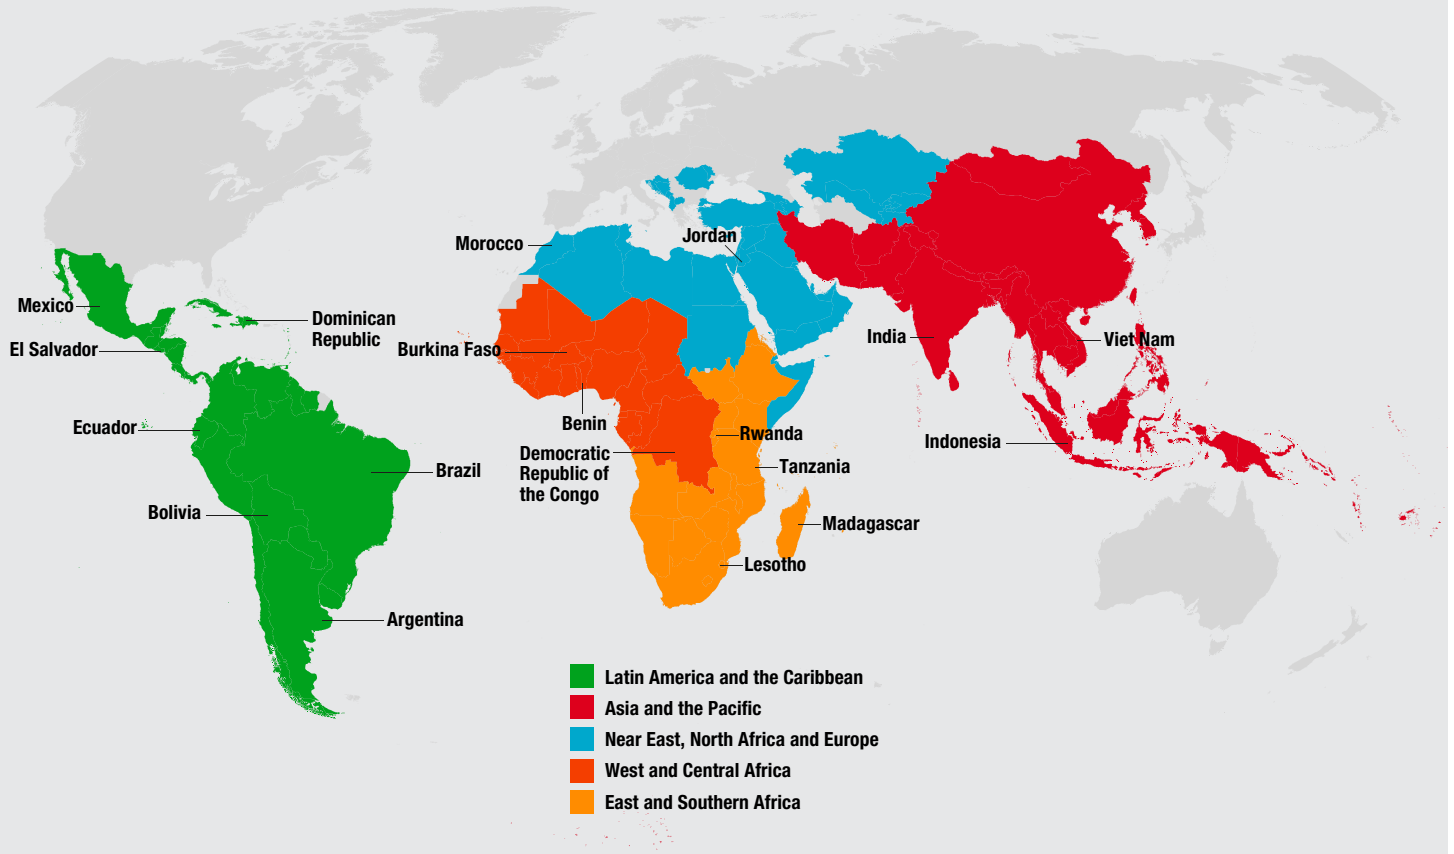 Morocco
Jordan
Mexico
Dominican
Republic
El Salvador
Burkina Faso
India
Viet Nam
Benin
Ecuador
Rwanda
Indonesia
Democratic
Republic of
the Congo
Brazil
Tanzania
Bolivia
Madagascar
Lesotho
Argentina
Latin America and the Caribbean
Asia and the Pacific
Near East, North Africa and Europe
West and Central Africa
East and Southern Africa